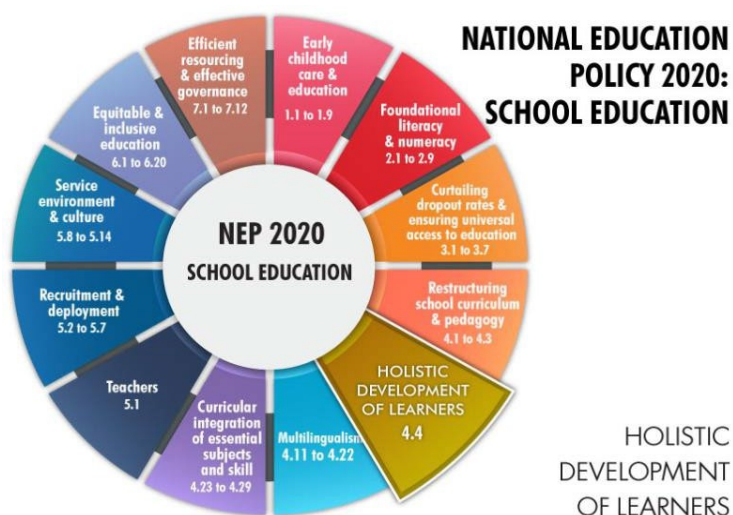 NATIONAL EDUCATION
POLICY 2020:
SCHOOL EDUCATION
Efficient
resourcing
& effective
governance
7.1 to 7.12
Early
childhood
care &
education
1.1 to 1.9
Foundational
literacy
& numeracy
2.1 to 2.9
Curtailing
dropout rates &
ensuring universal
access to education
3.1 to 3.7
Restructuring
school curriculum
& pedagogy
4.1 to 4.3
HOLISTIC
DEVELOPMENT
OF LEARNERS
4.4
Multilingualism
4.11 to 4.22
Curricular
integration
of essential
subjects
and skill
4.23 to 4.29
Teachers
5.1
Recruitment &
deployment
5.2 to 5.7
Service
environment
& culture
5.8 to 5.14
Equitable &
inclusive
education
6.1 to 6.20
NEP 2020
SCHOOL EDUCATION
HOLISTIC
DEVELOPMENT
OF LEARNERS